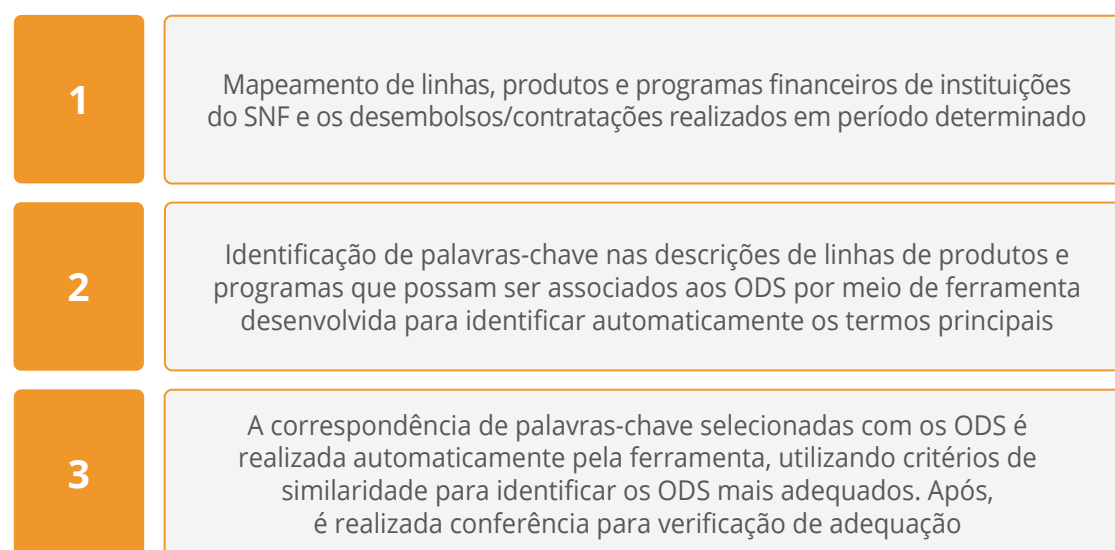 1
Mapeamento de linhas, produtos e programas financeiros de instituições
do SNF e os desembolsos/contratações realizados em período determinado
2
Identificação de palavras-chave nas descrições de linhas de produtos e
programas que possam ser associados aos ODS por meio de ferramenta
desenvolvida para identificar automaticamente os termos principais
3
A correspondência de palavras-chave selecionadas com os ODS é
realizada automaticamente pela ferramenta, utilizando critérios de
similaridade para identificar os ODS mais adequados. Após,
é realizada conferência para verificação de adequação